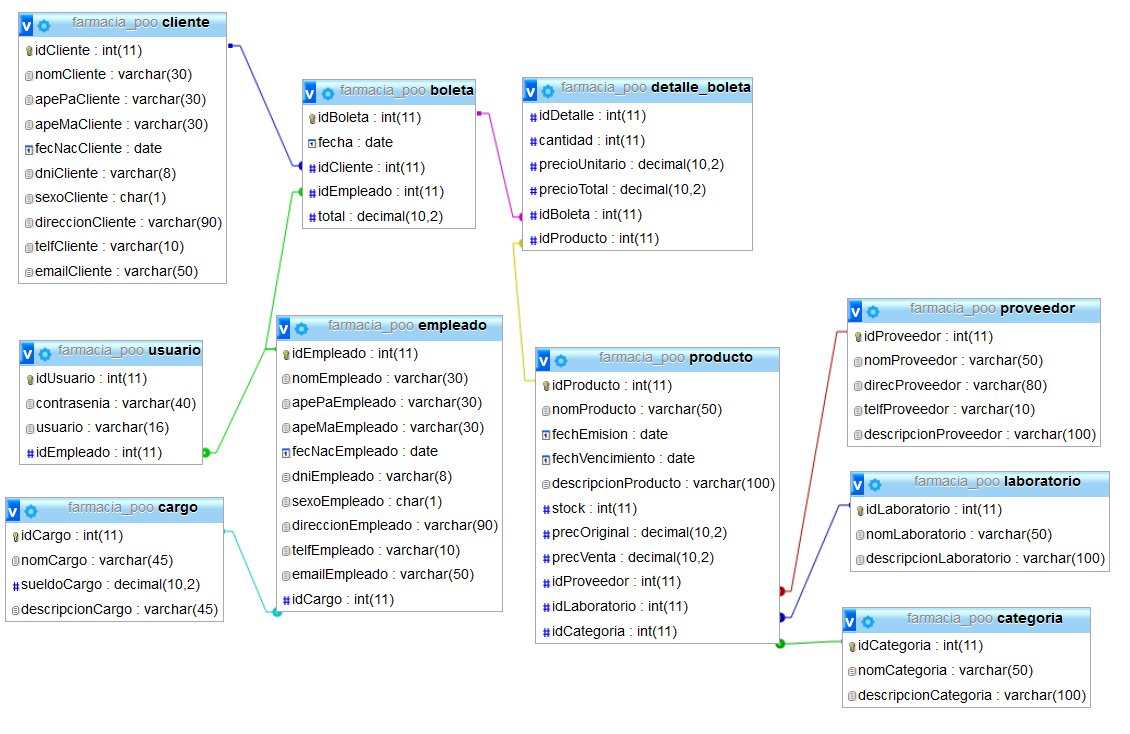 farmacia_poo cliente
idCliente : int(11)
nomCliente : varchar(30)
apePaCliente : varchar(30)
apeMaCliente : varchar(30)
fecNacCliente : date
dniCliente : varchar(8)
sexoCliente : char(1)
direccionCliente : varchar(90)
telfCliente : varchar(10)
emailCliente : varchar(50)
farmacia_poo boleta
idBoleta : int(11)
fecha : date
idCliente : int(11)
idEmpleado : int(11)
total : decimal(10,2)
farmacia_poo detalle_boleta
idDetalle : int(11)
cantidad : int(11)
precioUnitario : decimal(10,2)
precioTotal : decimal(10,2)
idBoleta : int(11)
idProducto : int(11)
farmacia_poo usuario
idUsuario : int(11)
contrasenia : varchar(40)
usuario : varchar(16)
idEmpleado : int(11)
farmacia_poo empleado
idEmpleado : int(11)
nomEmpleado : varchar(30)
apePaEmpleado : varchar(30)
apeMaEmpleado : varchar(30)
fecNacEmpleado : date
dniEmpleado : varchar(8)
sexoEmpleado : char(1)
direccionEmpleado : varchar(90)
telfEmpleado : varchar(10)
emailEmpleado : varchar(50)
idCargo : int(11)
farmacia_poo cargo
idCargo : int(11)
nomCargo : varchar(45)
sueldoCargo : decimal(10,2)
descripcionCargo : varchar(45)
farmacia_poo producto
idProducto : int(11)
nomProducto : varchar(50)
fechEmision : date
fechVencimiento : date
descripcionProducto : varchar(100)
stock : int(11)
precOriginal : decimal(10,2)
precVenta : decimal(10,2)
idProveedor : int(11)
idLaboratorio : int(11)
idCategoria : int(11)
farmacia_poo proveedor
idProveedor : int(11)
nomProveedor : varchar(50)
direcProveedor : varchar(80)
telfProveedor : varchar(10)
descripcionProveedor : varchar(100)
farmacia_poo laboratorio
idLaboratorio : int(11)
nomLaboratorio : varchar(50)
descripcionLaboratorio : varchar(100)
farmacia_poo categoria
idCategoria : int(11)
nomCategoria : varchar(50)
descripcionCategoria : varchar(100)